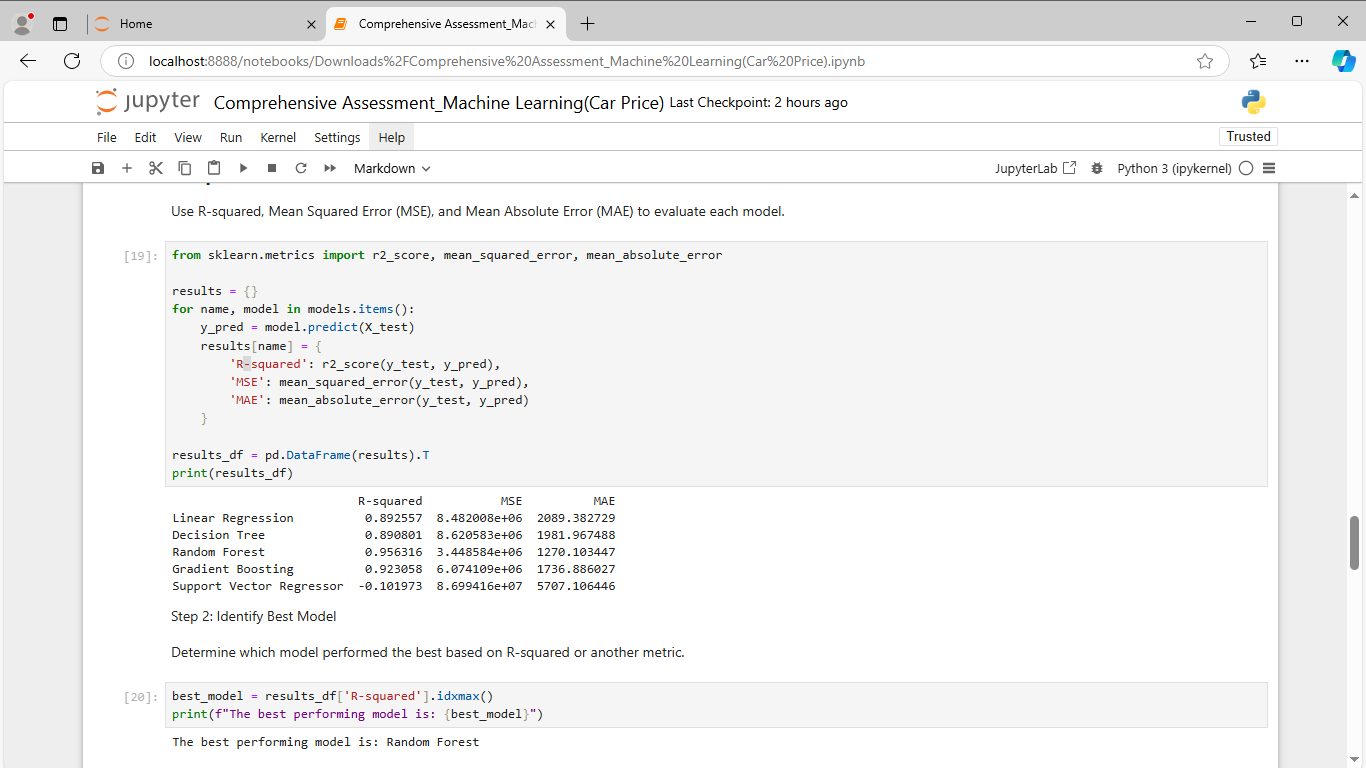 Home
Comprehensive Assessment_Mach
localhost:8888/notebooks/Downloads%2FComprehensive%20Assessment_Machine%20Learning(Car%20Price).ipynb
jupyter Comprehensive Assessment_Machine Learning(Car Price) Last Checkpoint: 2 hours ago
File Edit View Run Kernel Settings Help Trusted
Markdown JupyterLab Python 3 (ipykernel)
Use R-squared, Mean Squared Error (MSE), and Mean Absolute Error (MAE) to evaluate each model.
[19]: from sklearn.metrics import r2_score, mean_squared_error, mean_absolute_error
results = {}
for name, model in models.items():
    y_pred = model.predict(X_test)
    results[name] = {
        'R-squared': r2_score(y_test, y_pred),
        'MSE': mean_squared_error(y_test, y_pred),
        'MAE': mean_absolute_error(y_test, y_pred)
    }
results_df = pd.DataFrame(results).T
print(results_df)
R-squared MSE MAE
Linear Regression 0.892557 8.482008e+06 2089.382729
Decision Tree 0.890801 8.620583e+06 1981.967488
Random Forest 0.956316 3.448584e+06 1270.103447
Gradient Boosting 0.923058 6.074109e+06 1736.886027
Support Vector Regressor -0.101973 8.699416e+07 5707.106446
Step 2: Identify Best Model
Determine which model performed the best based on R-squared or another metric.
[20]: best_model = results_df['R-squared'].idxmax()
print(f"The best performing model is: {best_model}")
The best performing model is: Random Forest